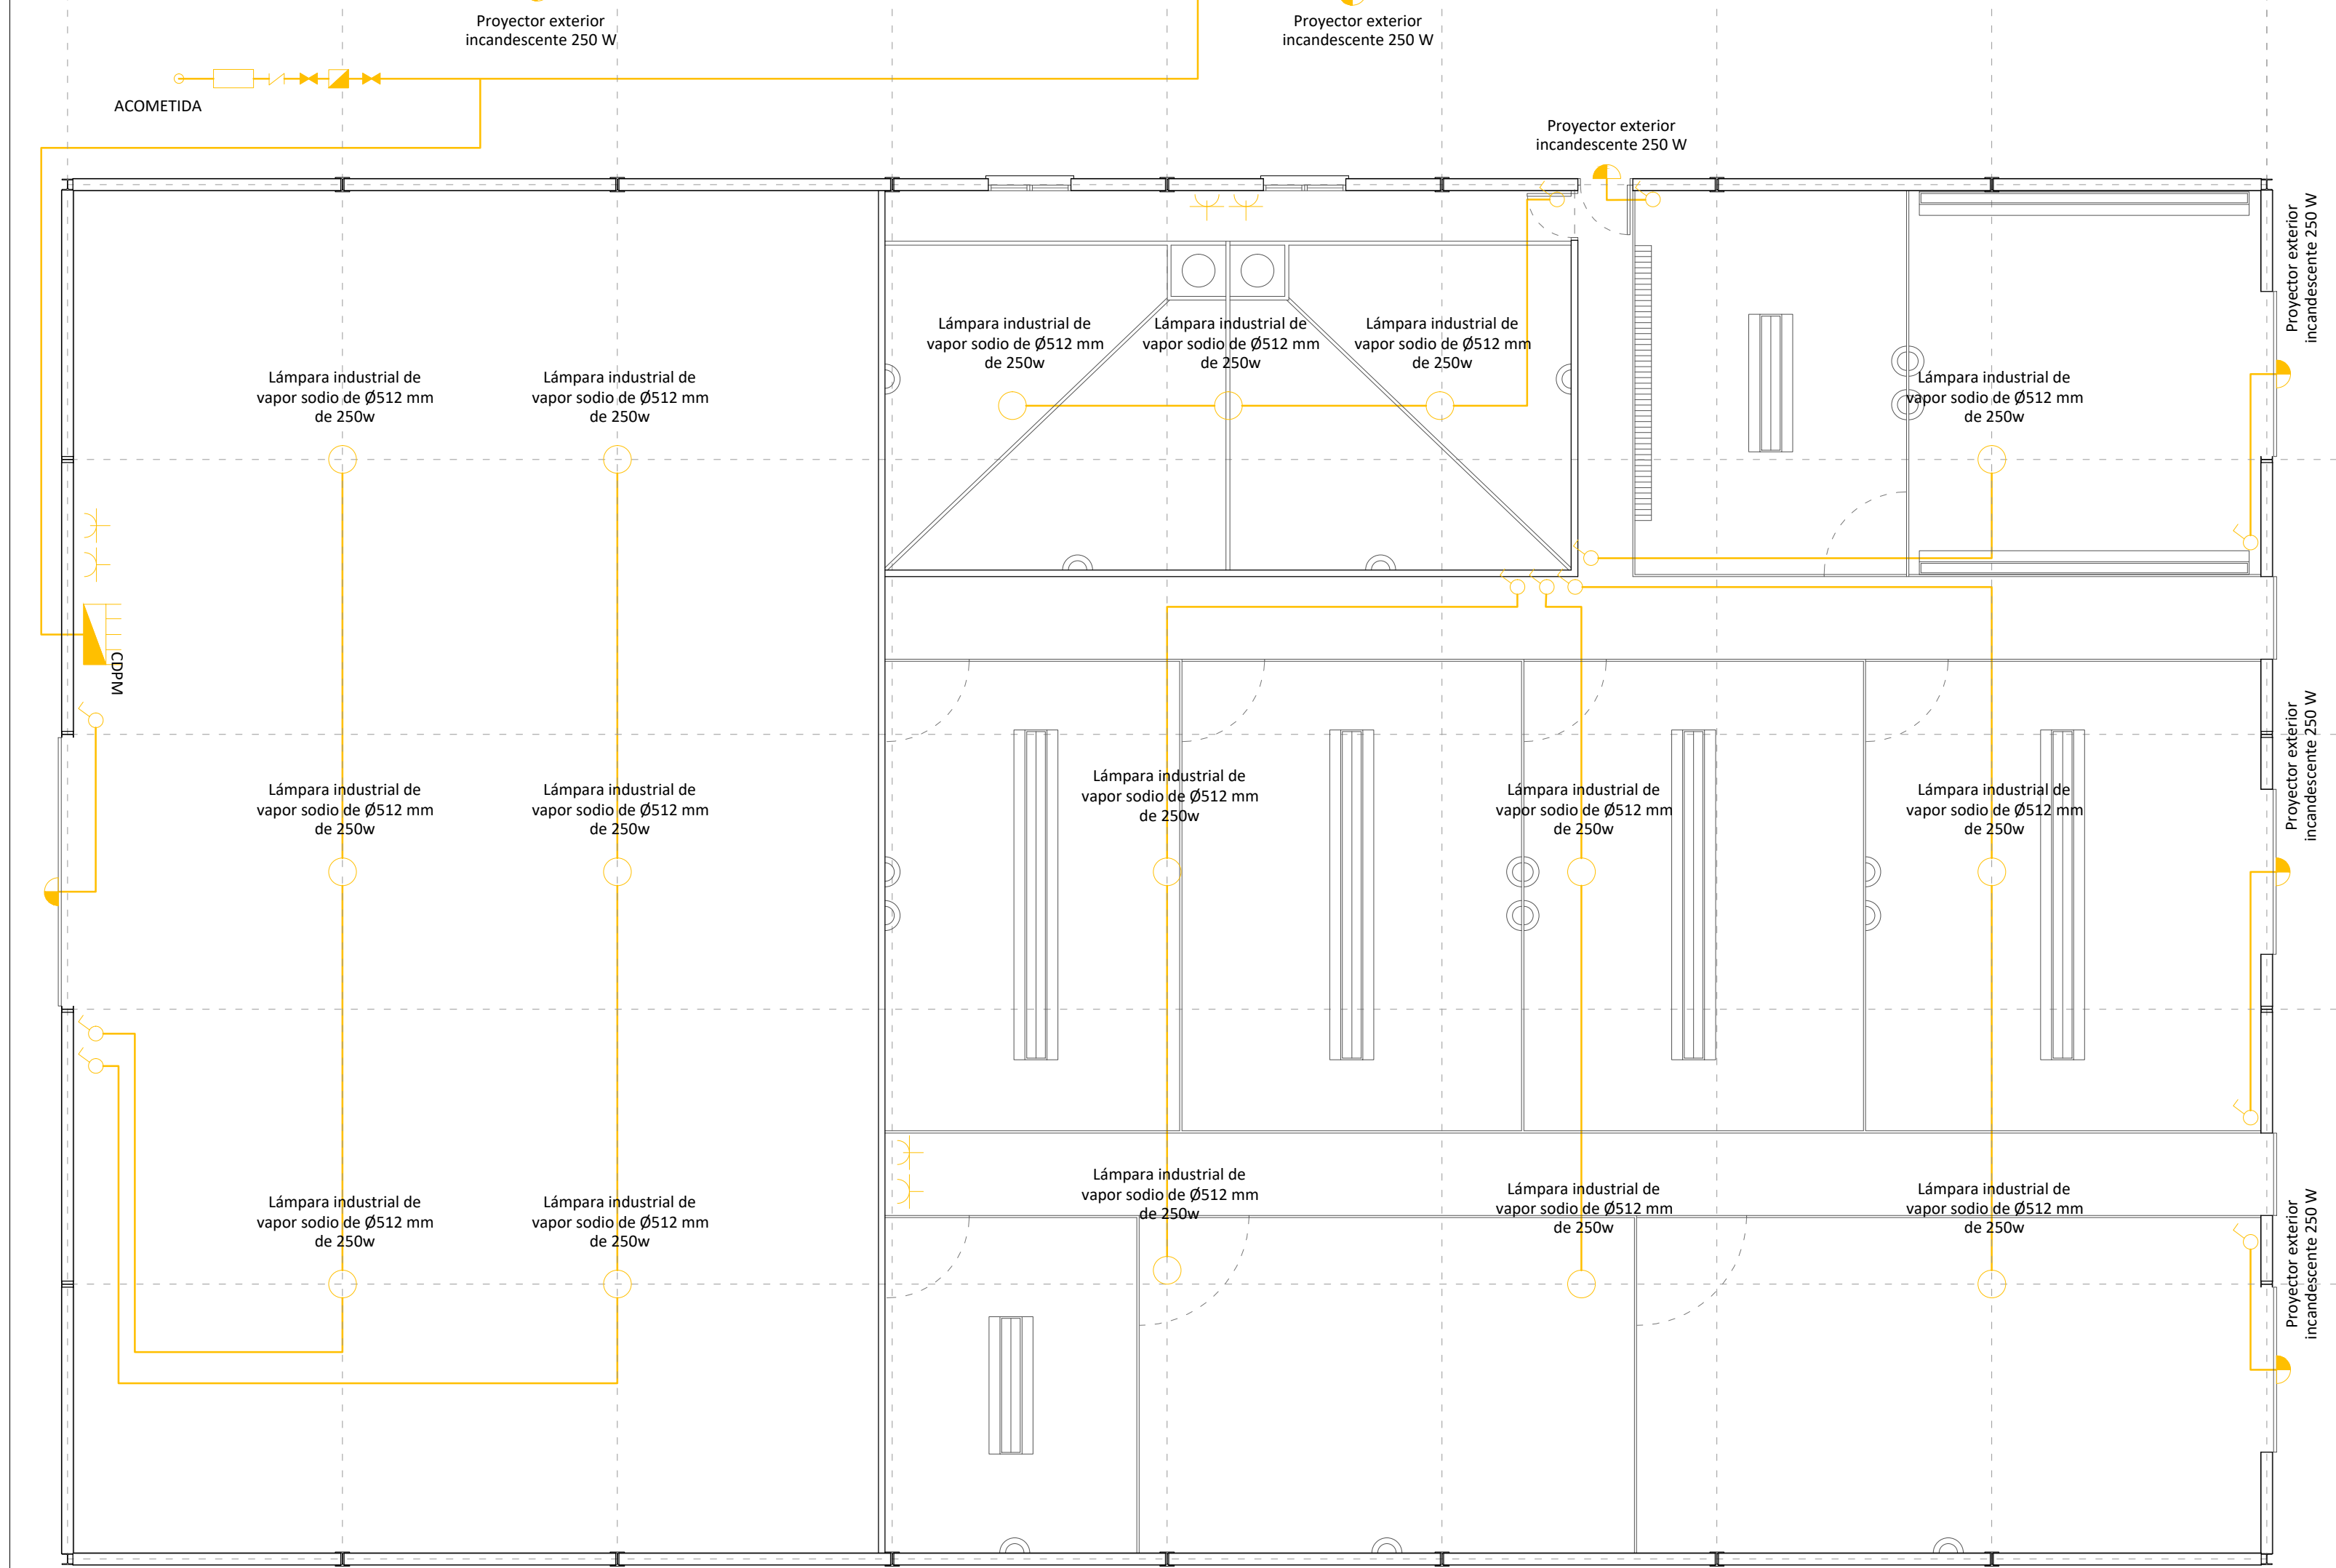 Proyector exterior
incandescente 250 W
Proyector exterior
incandescente 250 W
ACOMETIDA
Proyector exterior
incandescente 250 W
Proyector exterior
incandescente 250 W
Lámpara industrial de
vapor sodio de Ø512 mm
de 250w
Lámpara industrial de
vapor sodio de Ø512 mm
de 250w
Lámpara industrial de
vapor sodio de Ø512 mm
de 250w
Lámpara industrial de
vapor sodio de Ø512 mm
de 250w
Lámpara industrial de
vapor sodio de Ø512 mm
de 250w
Lámpara industrial de
vapor sodio de Ø512 mm
de 250w
CDPM
Proyector exterior
incandescente 250 W
Lámpara industrial de
vapor sodio de Ø512 mm
de 250w
Lámpara industrial de
vapor sodio de Ø512 mm
de 250w
Lámpara industrial de
vapor sodio de Ø512 mm
de 250w
Lámpara industrial de
vapor sodio de Ø512 mm
de 250w
Lámpara industrial de
vapor sodio de Ø512 mm
de 250w
Lámpara industrial de
vapor sodio de Ø512 mm
de 250w
Lámpara industrial de
vapor sodio de Ø512 mm
de 250w
Lámpara industrial de
vapor sodio de Ø512 mm
de 250w
Lámpara industrial de
vapor sodio de Ø512 mm
de 250w
Lámpara industrial de
vapor sodio de Ø512 mm
de 250w
Proyector exterior
incandescente 250 W